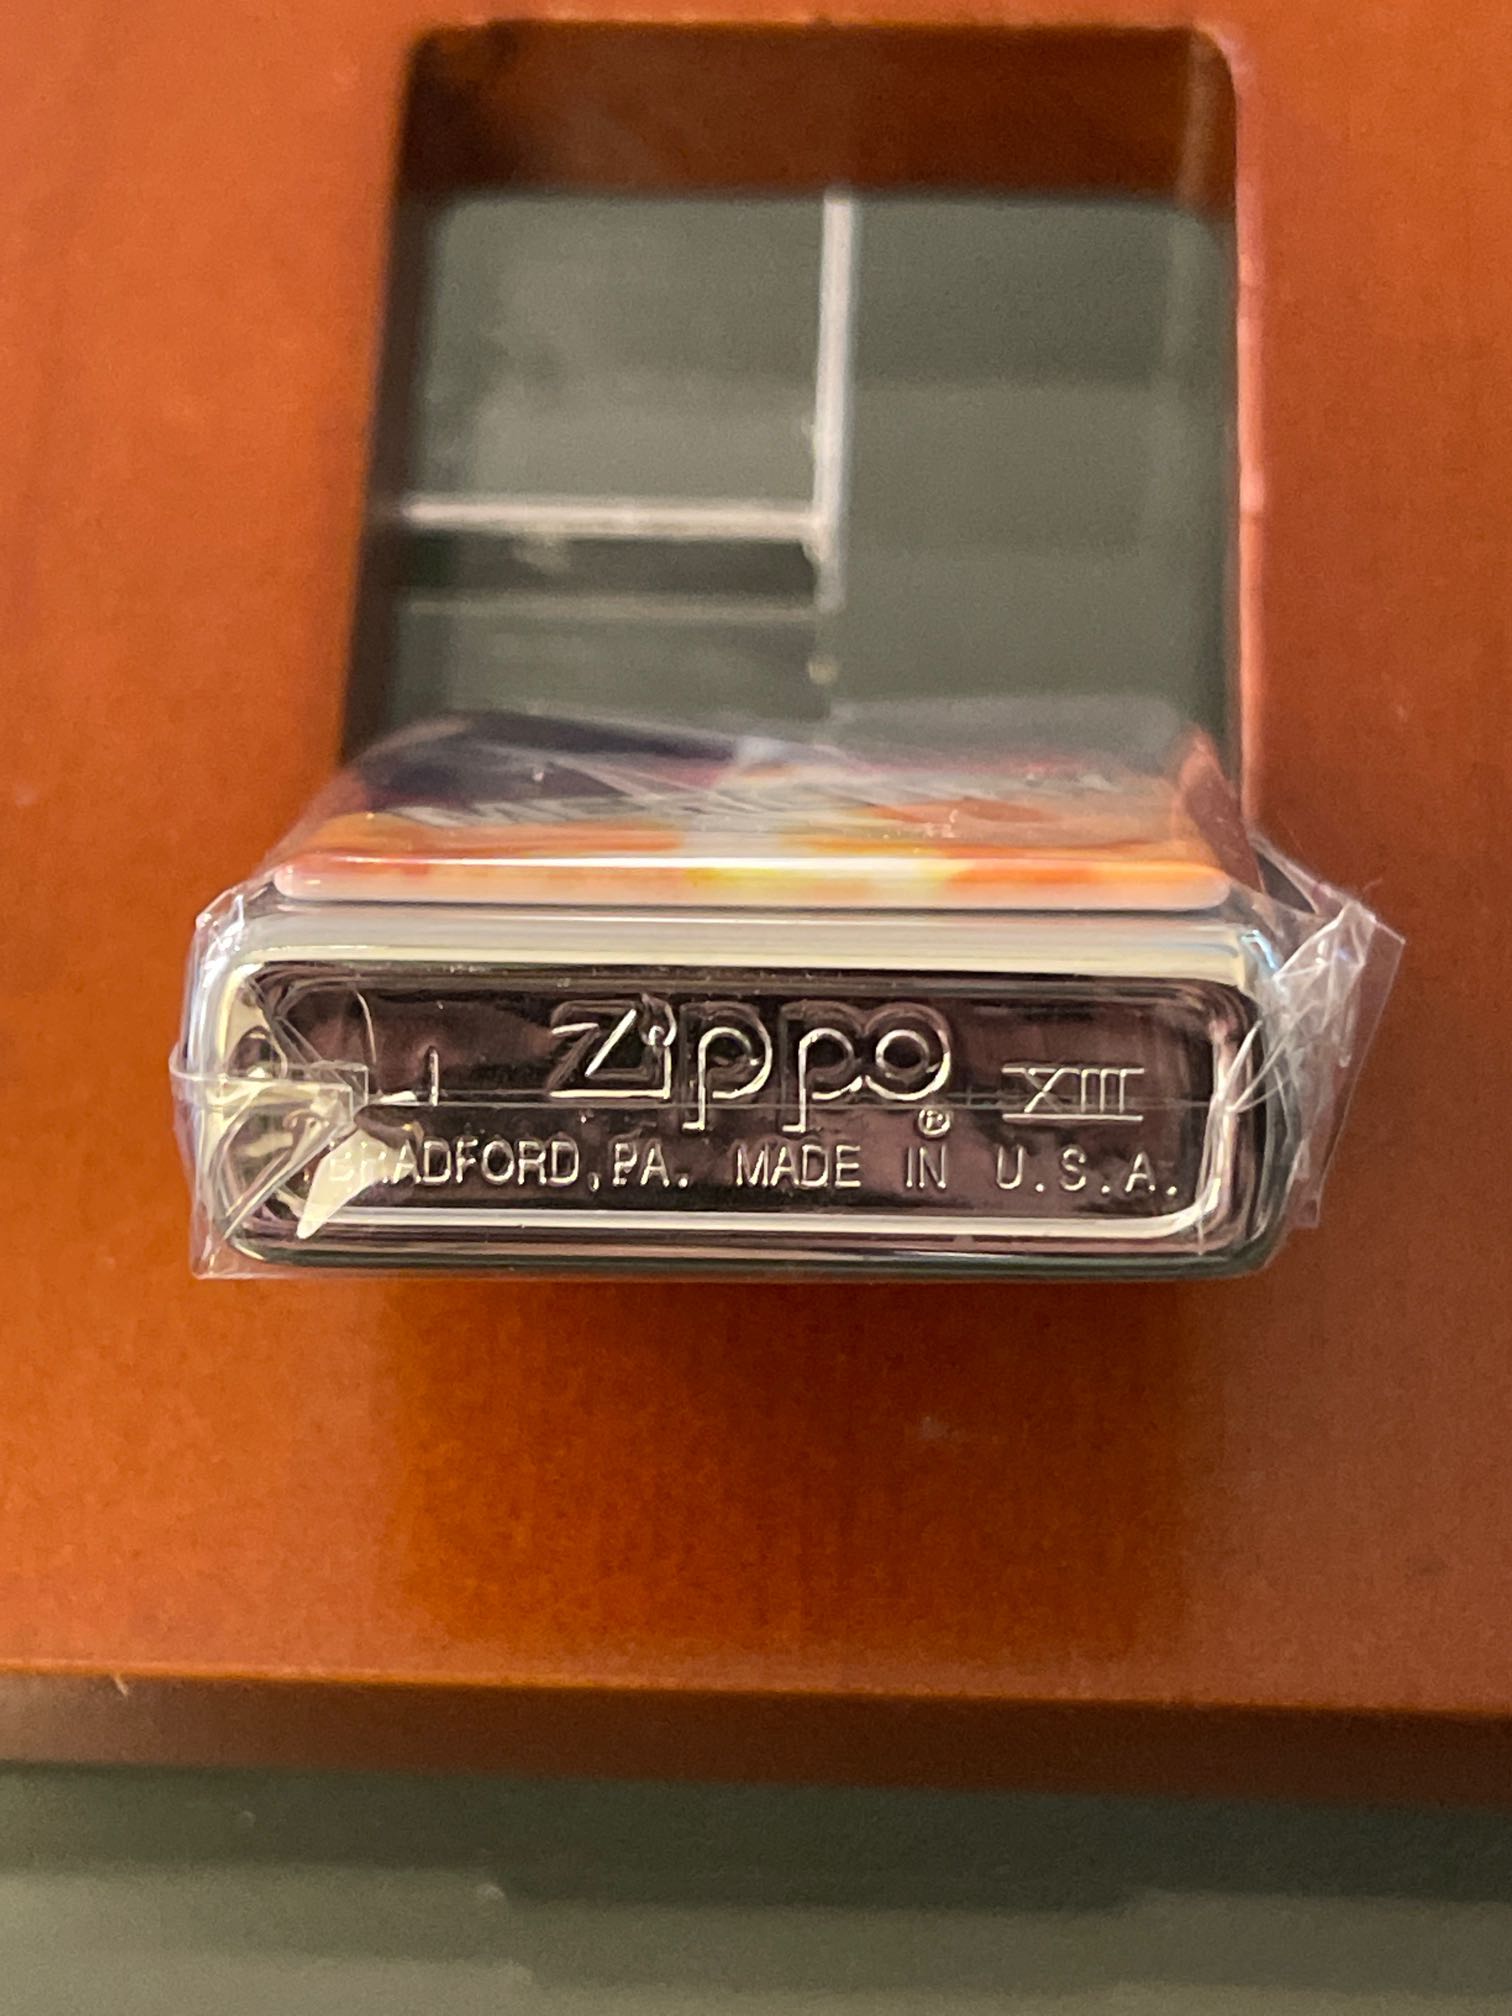 I Zippo® XIII
BRADFORD, PA. MADE IN U.S.A.